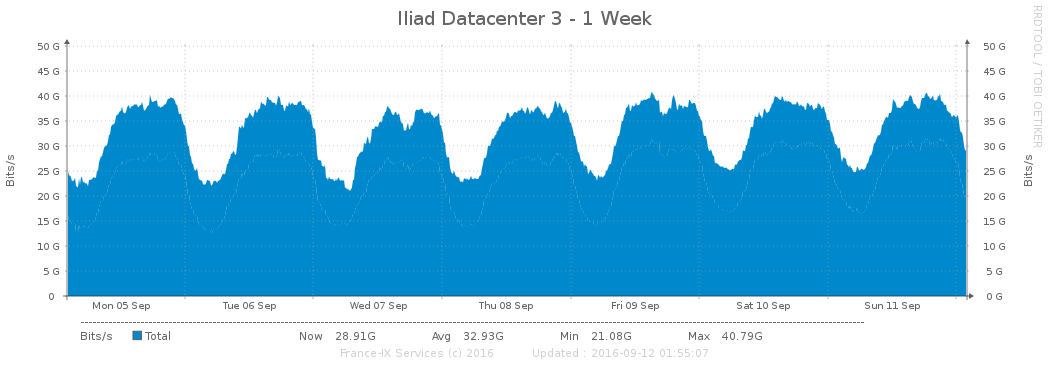 Iliad Datacenter 3 - 1 Week
RRDTOOL / TOBI OETIKER
Bits/s
50 G 50 G
45 G 45 G
40 G 40 G
35 G 35 G
30 G 30 G
25 G 25 G
20 G 20 G
15 G 15 G
10 G 10 G
5 G 5 G
0 0 G
Bits/s
Mon 05 Sep Tue 06 Sep Wed 07 Sep Thu 08 Sep Fri 09 Sep Sat 10 Sep Sun 11 Sep
Bits/s Total Now 28.91G Avg 32.93G Min 21.08G Max 40.79G
France-IX Services (c) 2016 Updated : 2016-09-12 01:55:07